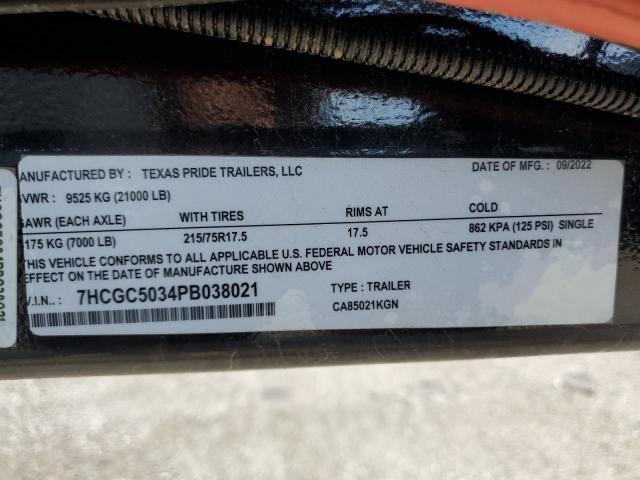 ANUFACTURED BY : TEXAS PRIDE TRAILERS, LLC DATE OF MFG. : 09/2022
VWR : 9525 KG (21000 LB)
AWR (EACH AXLE) WITH TIRES RIMS AT COLD
175 KG (7000 LB) 215/75R17.5 17.5 862 KPA (125 PSI) SINGLE
THIS VEHICLE CONFORMS TO ALL APPLICABLE U.S. FEDERAL MOTOR VEHICLE SAFETY STANDARDS IN
EFFECT ON THE DATE OF MANUFACTURE SHOWN ABOVE
V.I.N.: 7HCGC5034PB038021 TYPE : TRAILER
CA85021KGN